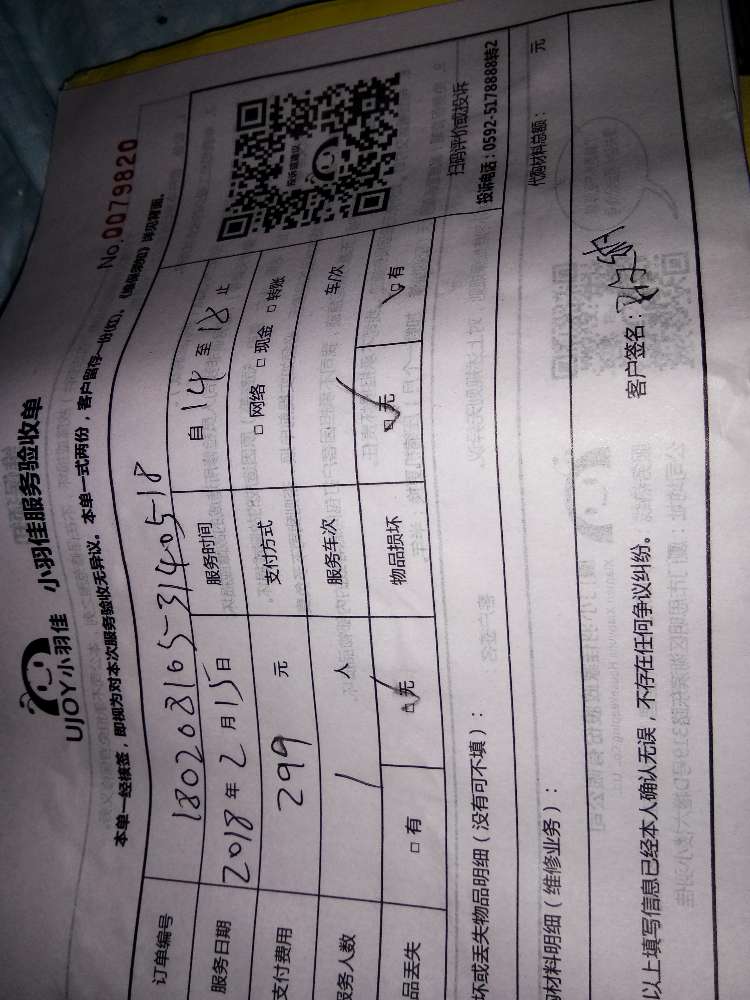 UJOY小羽佳 小羽佳服务验收单
No.0079820
本单一经核签，即视为对本次服务验收无异议。本单一式两份，客户留存一份(红)。
订单编号 180208165-31405-18
服务日期 2018年2月15日 服务时间 自14至18止
支付费用 299元 支付方式 □网络 □现金 □转账
服务人数 1人 服务车次 车/次
品丢失 □有 □无 物品损坏 □无 □有
投诉或建议
扫码评价或投诉
投诉电话：0592-5178888转2
坏或丢失物品明细（没有可不填）：
材料明细（维修业务）： 代购材料总额： 元
以上填写信息已经本人确认无误，不存在任何争议纠纷。 客户签名：